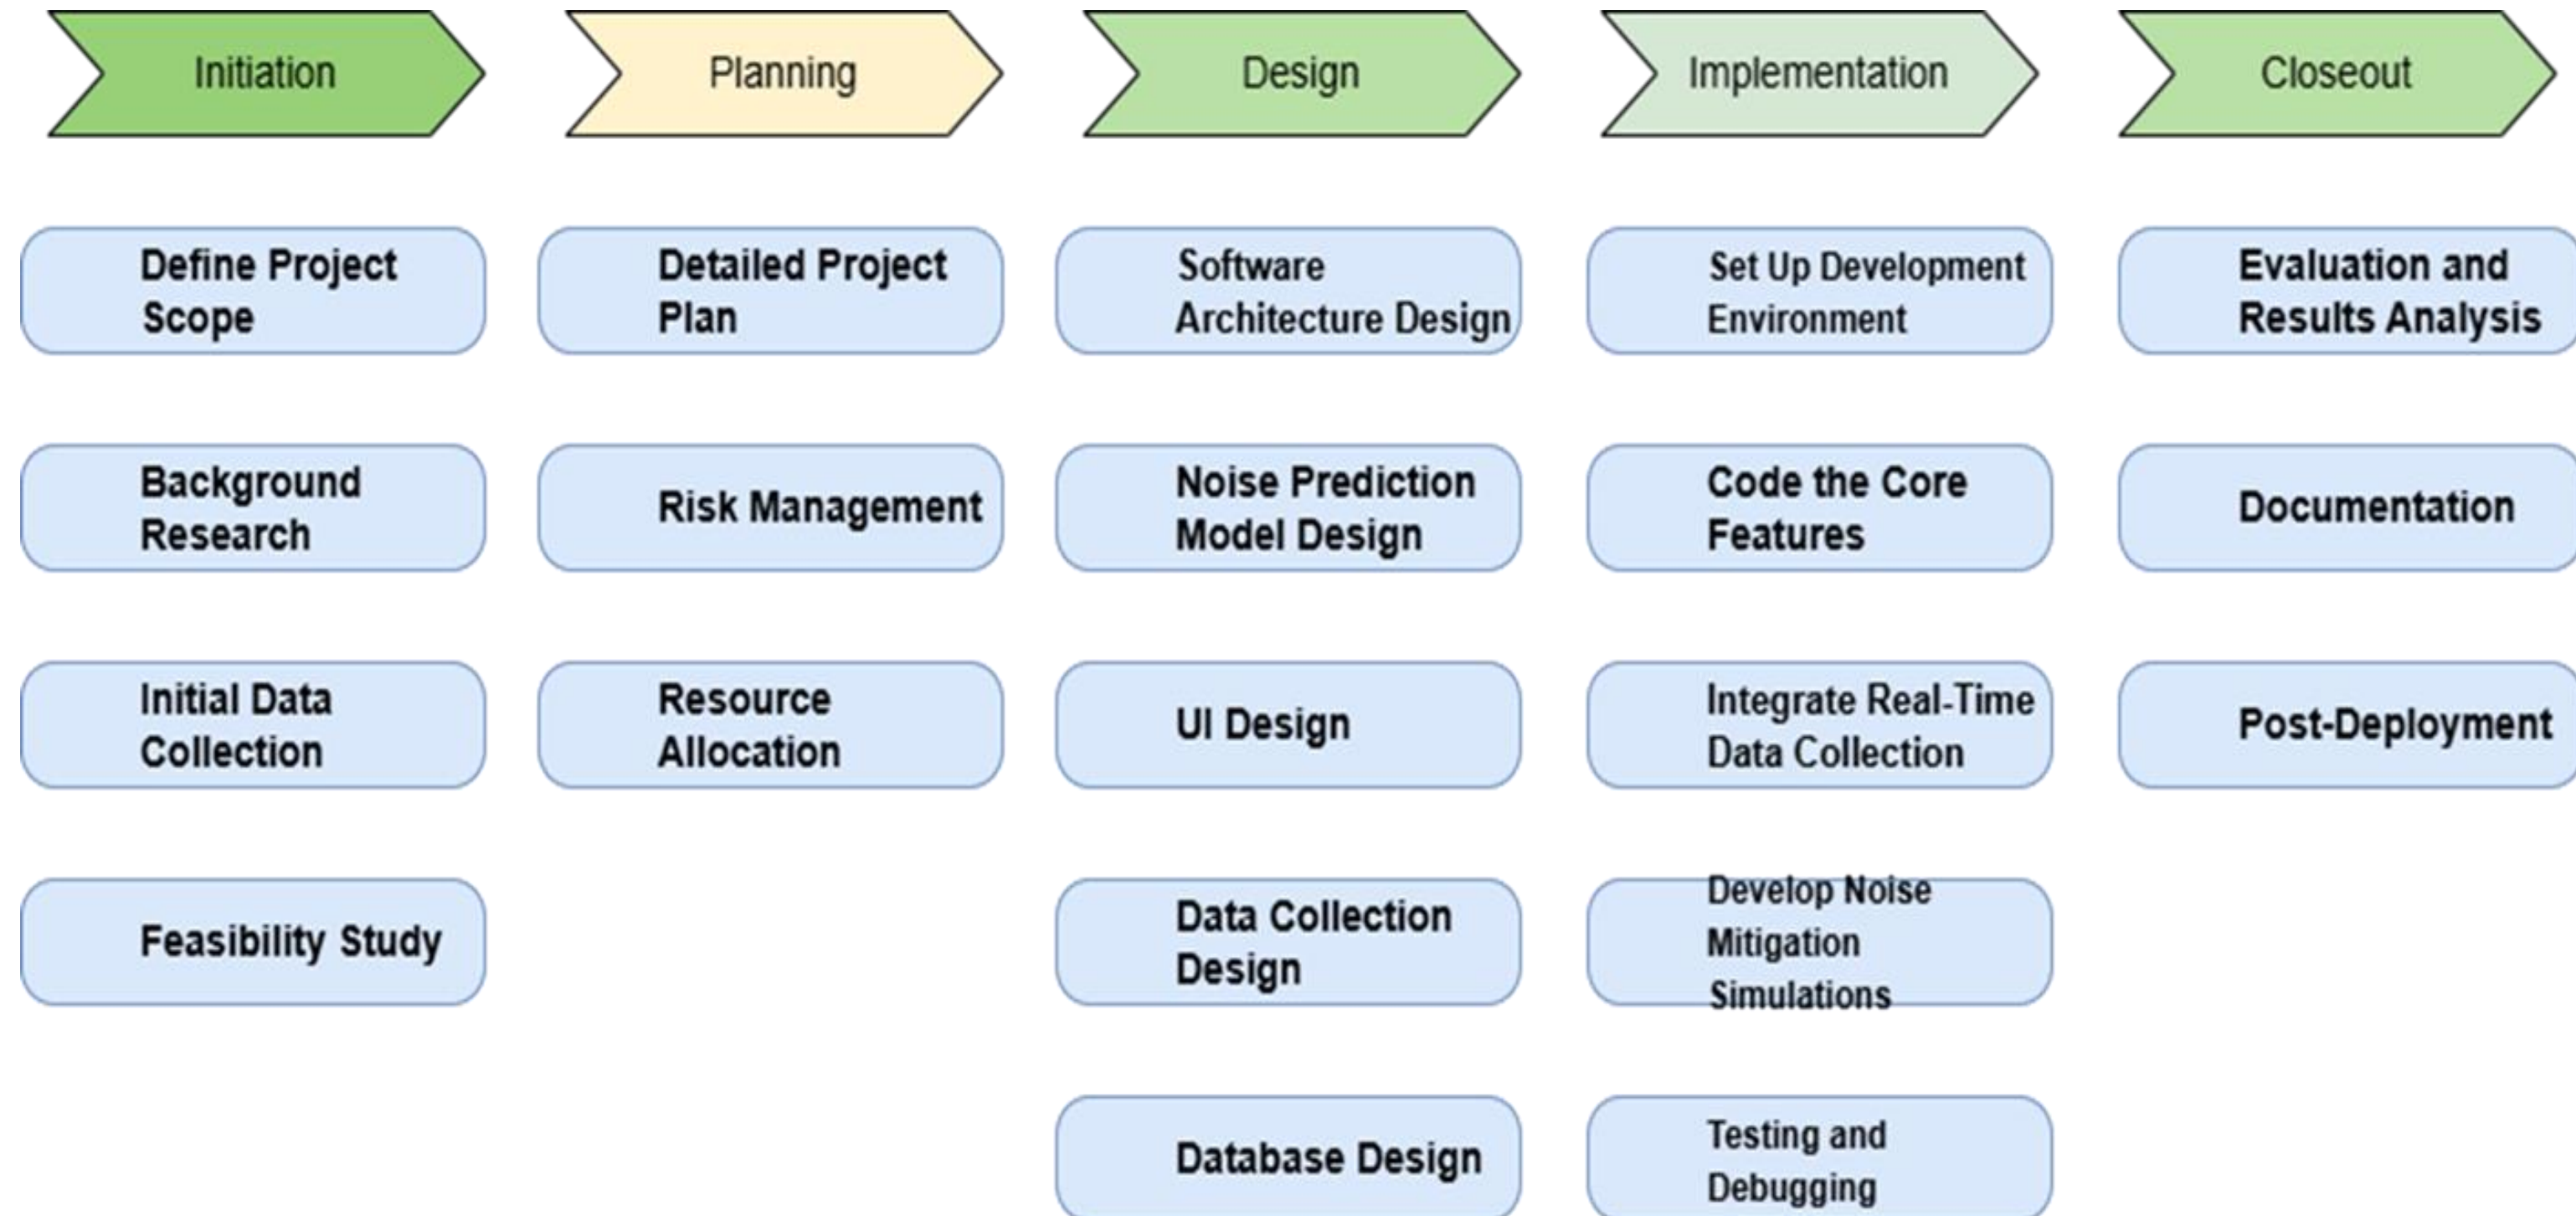 Initiation
Planning
Design
Implementation
Closeout
Define Project
Scope
Background
Research
Initial Data
Collection
Feasibility Study
Detailed Project
Plan
Risk Management
Resource
Allocation
Software
Architecture Design
Noise Prediction
Model Design
UI Design
Data Collection
Design
Database Design
Set Up Development
Environment
Code the Core
Features
Integrate Real-Time
Data Collection
Develop Noise
Mitigation
Simulations
Testing and
Debugging
Evaluation and
Results Analysis
Documentation
Post-Deployment